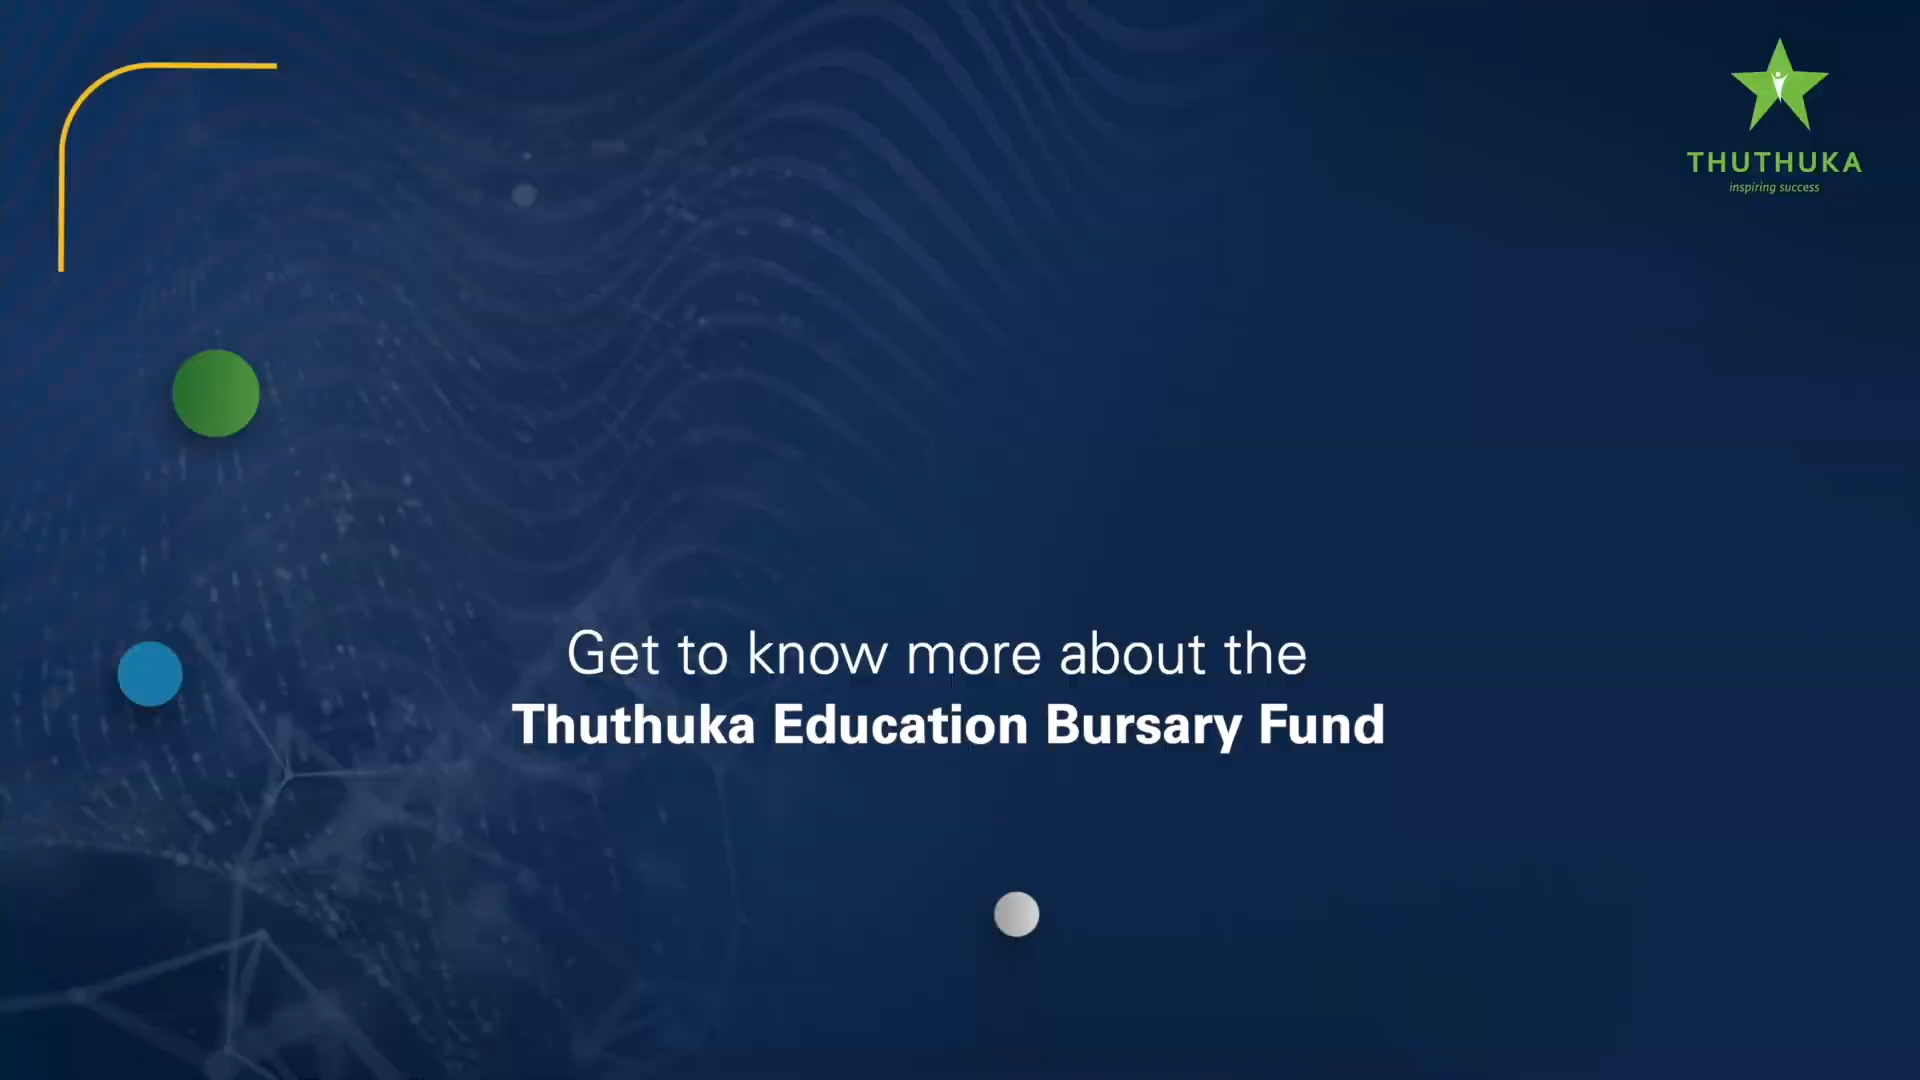 THUTHUKA
inspiring success
Get to know more about the
Thuthuka Education Bursary Fund